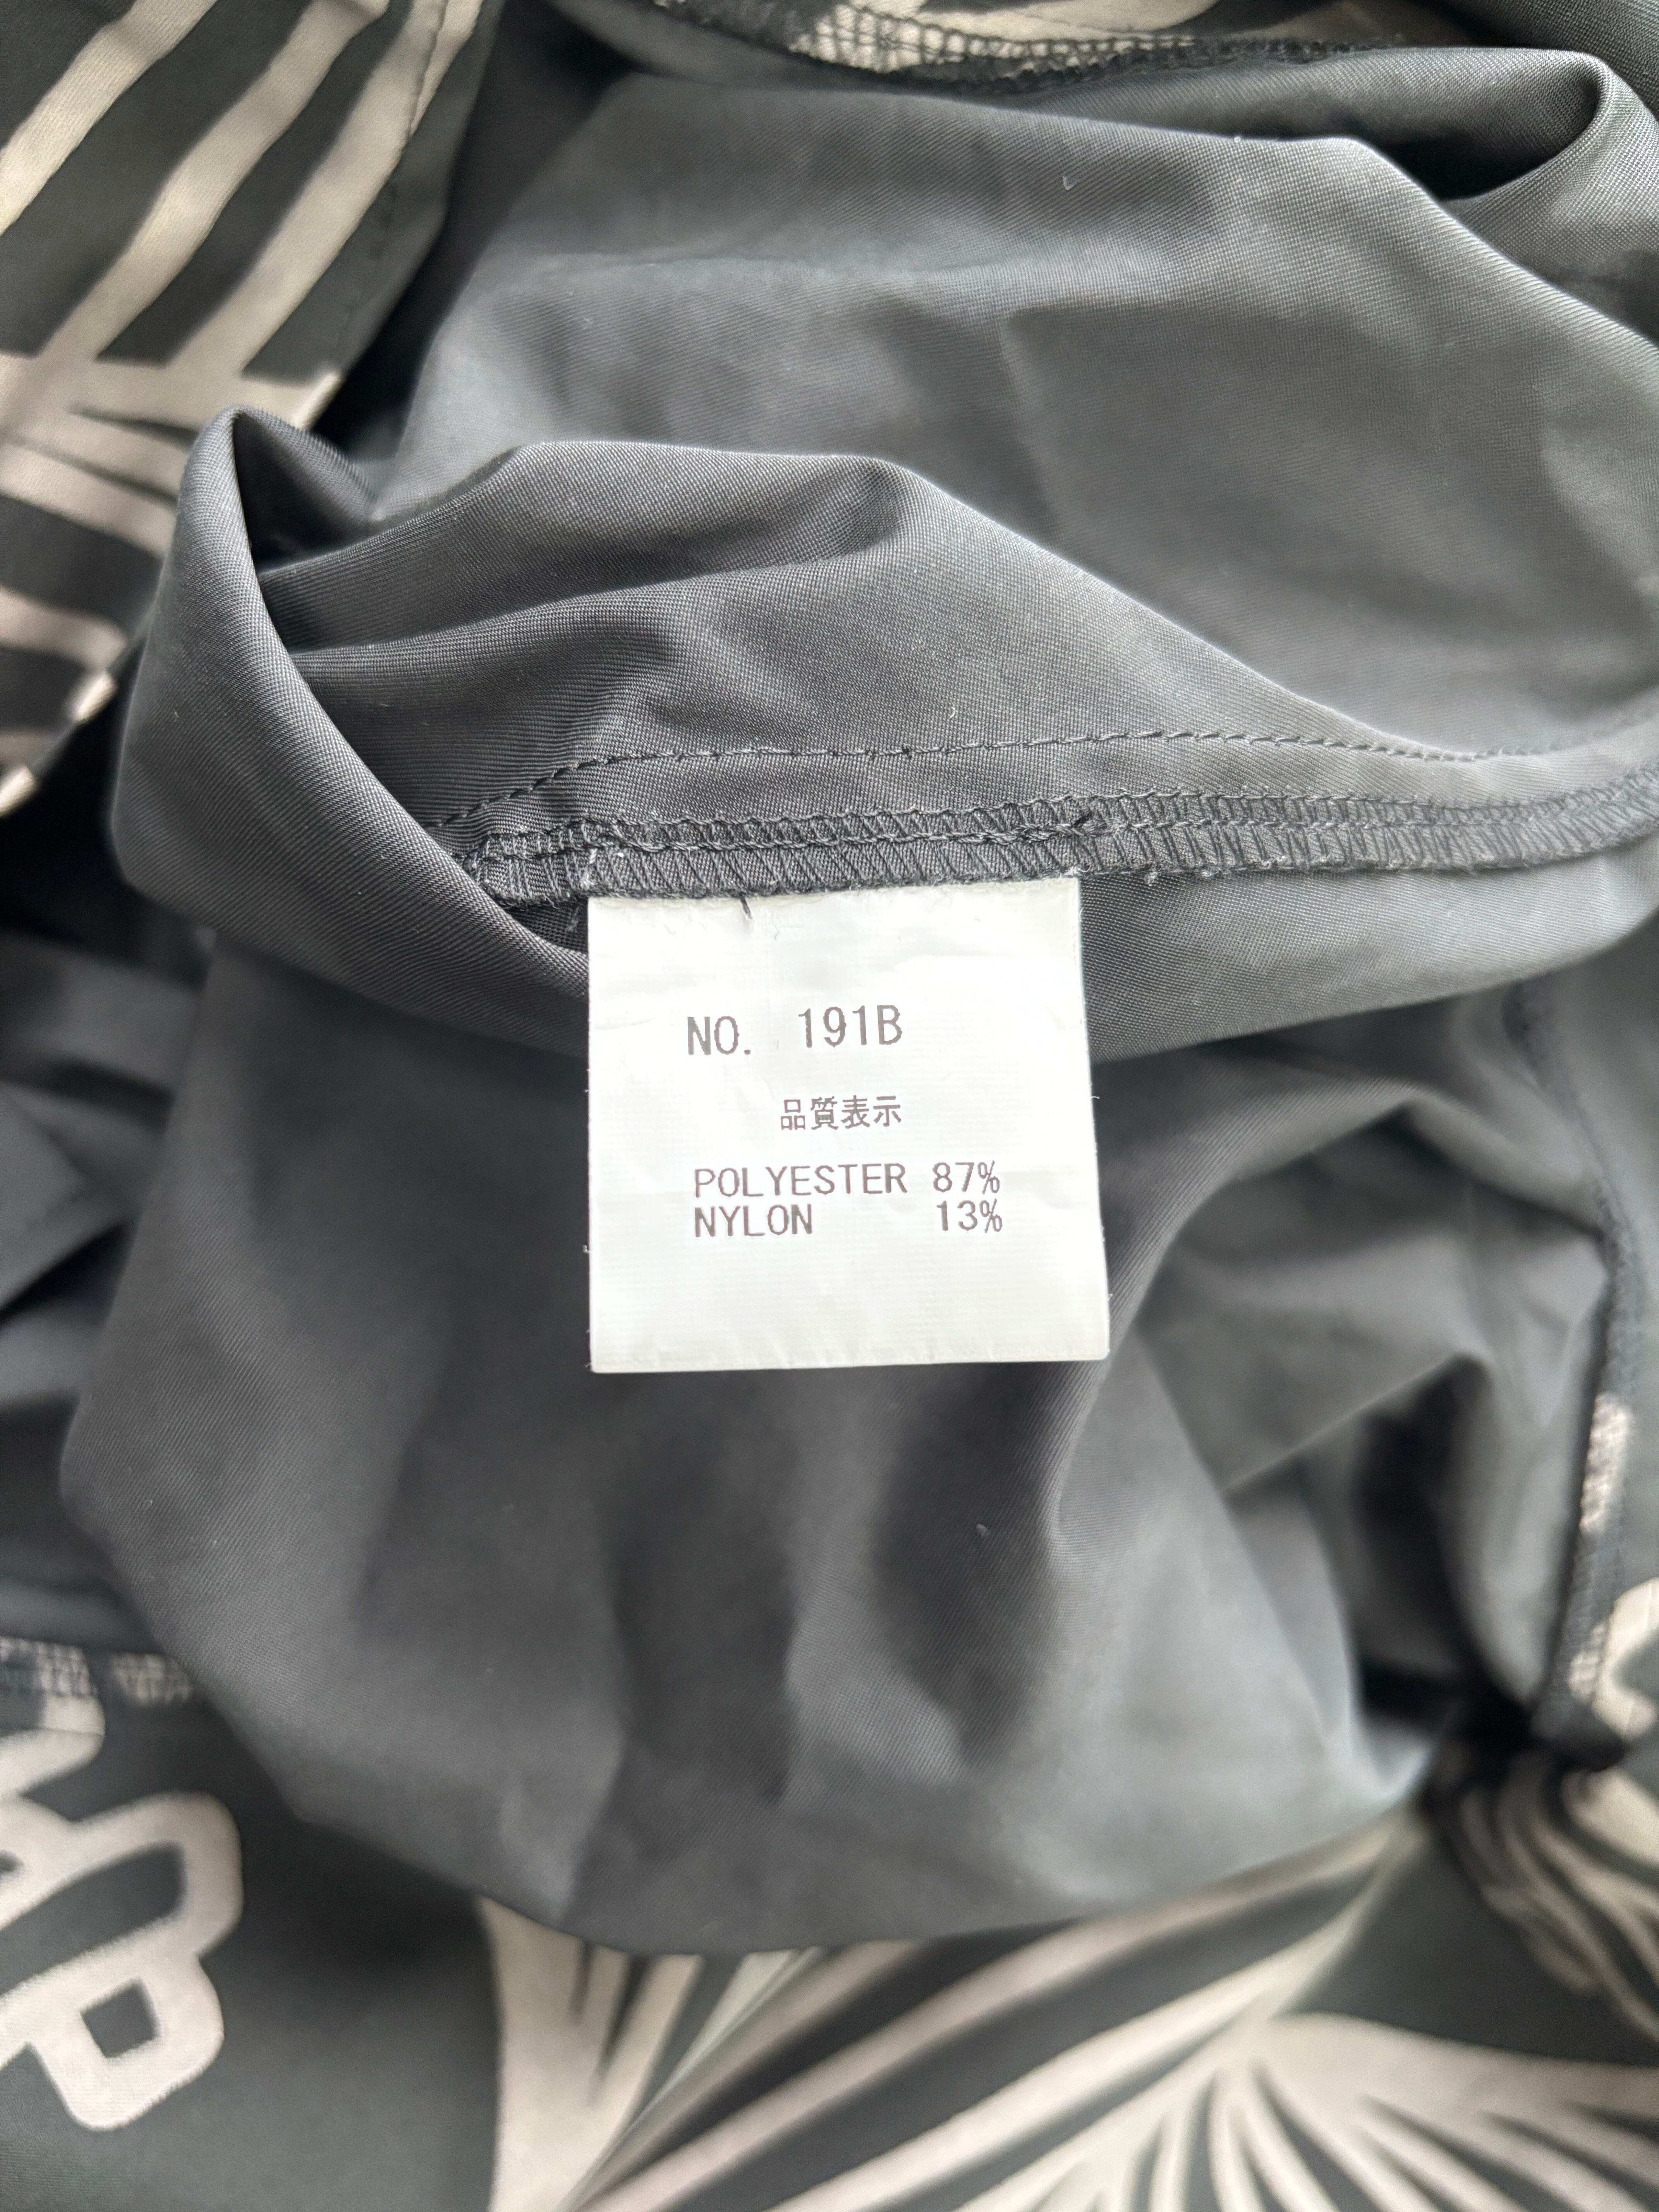 NO. 191B
品質表示
POLYESTER 87%
NYLON 13%